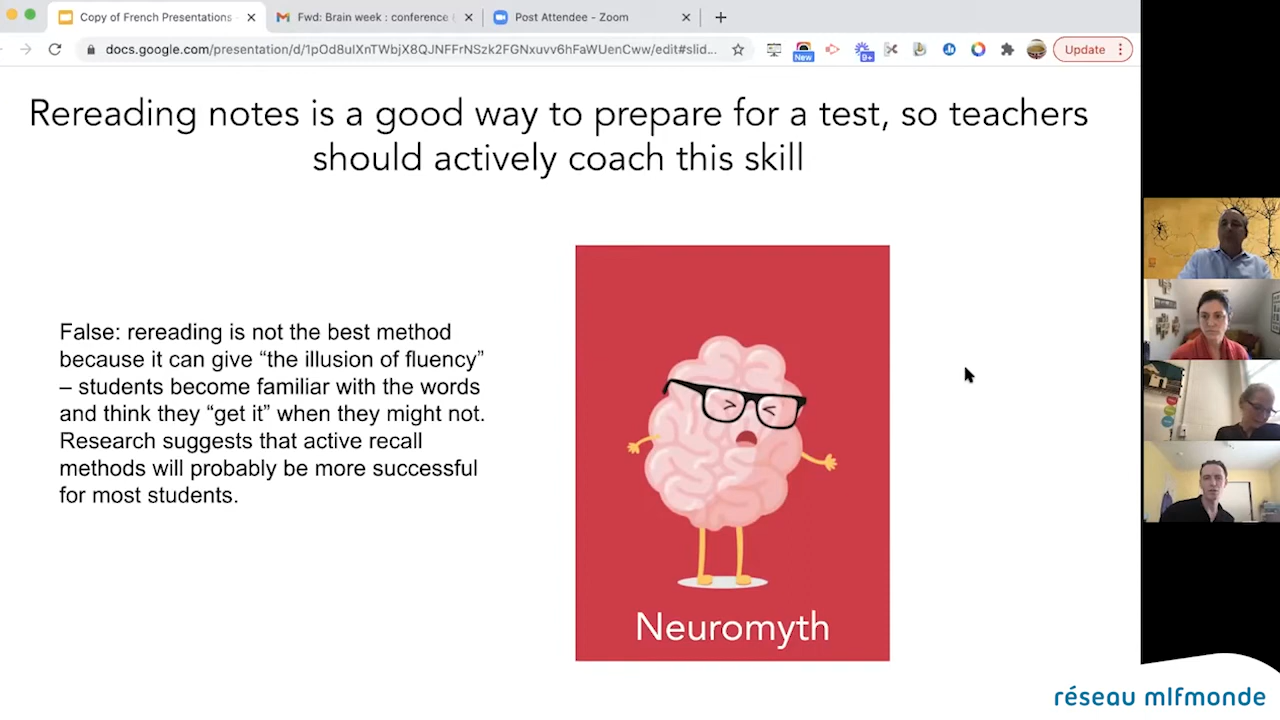 Copy of French Presentations -
Fwd: Brain week : conference
Post Attendee - Zoom
docs.google.com/presentation/d/1pOd8ulXnTWbjX8QJNFFrNSzk2FGNxuvv6hFaWUenCww/edit#slid...
New
9+
Update
Rereading notes is a good way to prepare for a test, so teachers
should actively coach this skill
False: rereading is not the best method
because it can give “the illusion of fluency”
– students become familiar with the words
and think they “get it” when they might not.
Research suggests that active recall
methods will probably be more successful
for most students.
Neuromyth
réseau mlfmonde